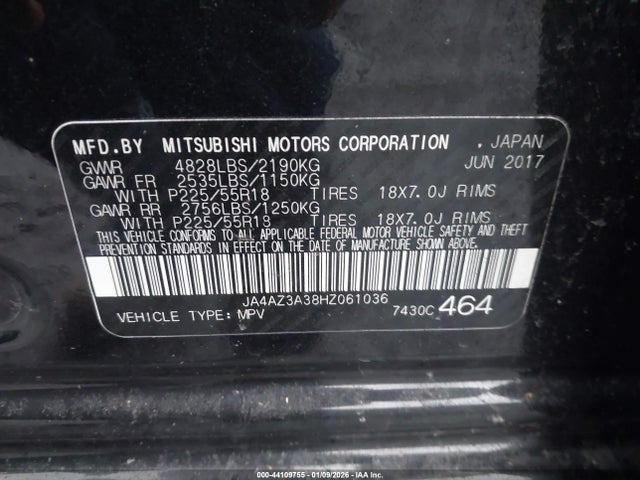 MFD.BY MITSUBISHI MOTORS CORPORATION , JAPAN
GVWR 4828LBS/2190KG JUN 2017
GAWR FR 2535LBS/1150KG
WITH P225/55R18 TIRES 18X7.0J RIMS
GAWR RR 2756LBS/1250KG
WITH P225/55R18 TIRES 18X7.0J RIMS
THIS VEHICLE CONFORMS TO ALL APPLICABLE FEDERAL MOTOR VEHICLE SAFETY, BUMPER, AND THEFT
PREVENTION STANDARDS IN EFFECT ON THE DATE OF MANUFACTURE SHOWN ABOVE.
JA4AZ3A38HZ061036
VEHICLE TYPE: MPV 7430C 464
000-44109755 - 01/09/2026 - IAA Inc.